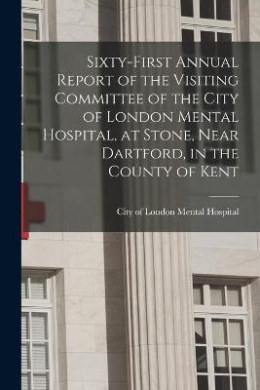 Sixty-First Annual
Report of the Visiting
Committee of the City
of London Mental
Hospital, at Stone, Near
Dartford, in the
County of Kent
City of London Mental Hospital